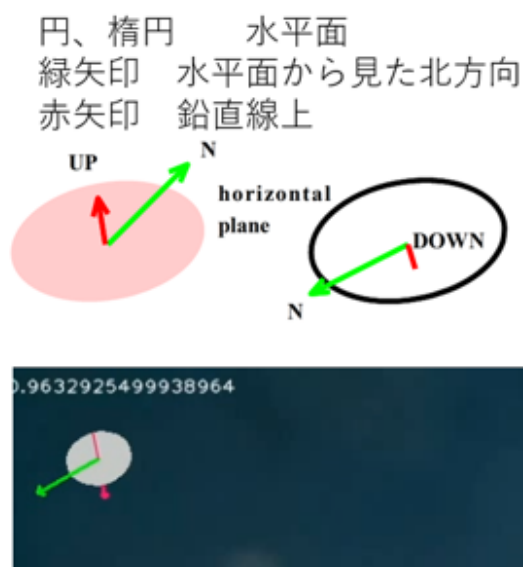 円、楕円　　水平面
緑矢印　水平面から見た北方向
赤矢印　鉛直線上
UP
N
horizontal
plane
DOWN
N
0.9632925499938964